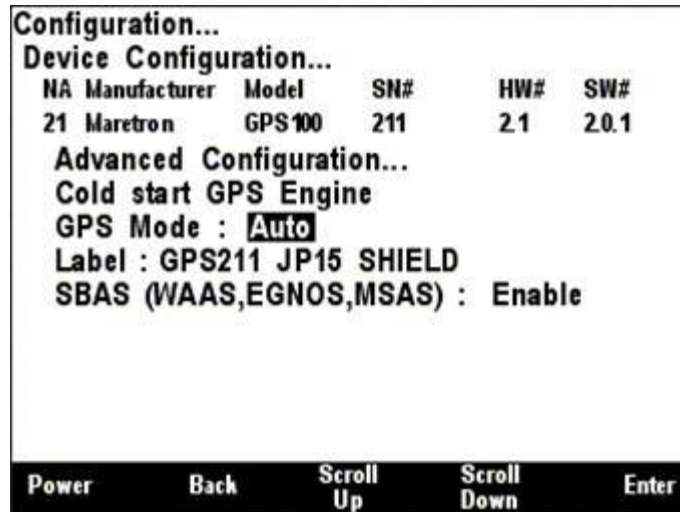 Configuration...
Device Configuration...
NA Manufacturer Model SN# HW# SW#
21 Maretron GPS100 211 2.1 2.0.1
Advanced Configuration...
Cold start GPS Engine
GPS Mode : Auto
Label : GPS211 JP15 SHIELD
SBAS (WAAS,EGNOS,MSAS) : Enable
Power Back Scroll Up Scroll Down Enter